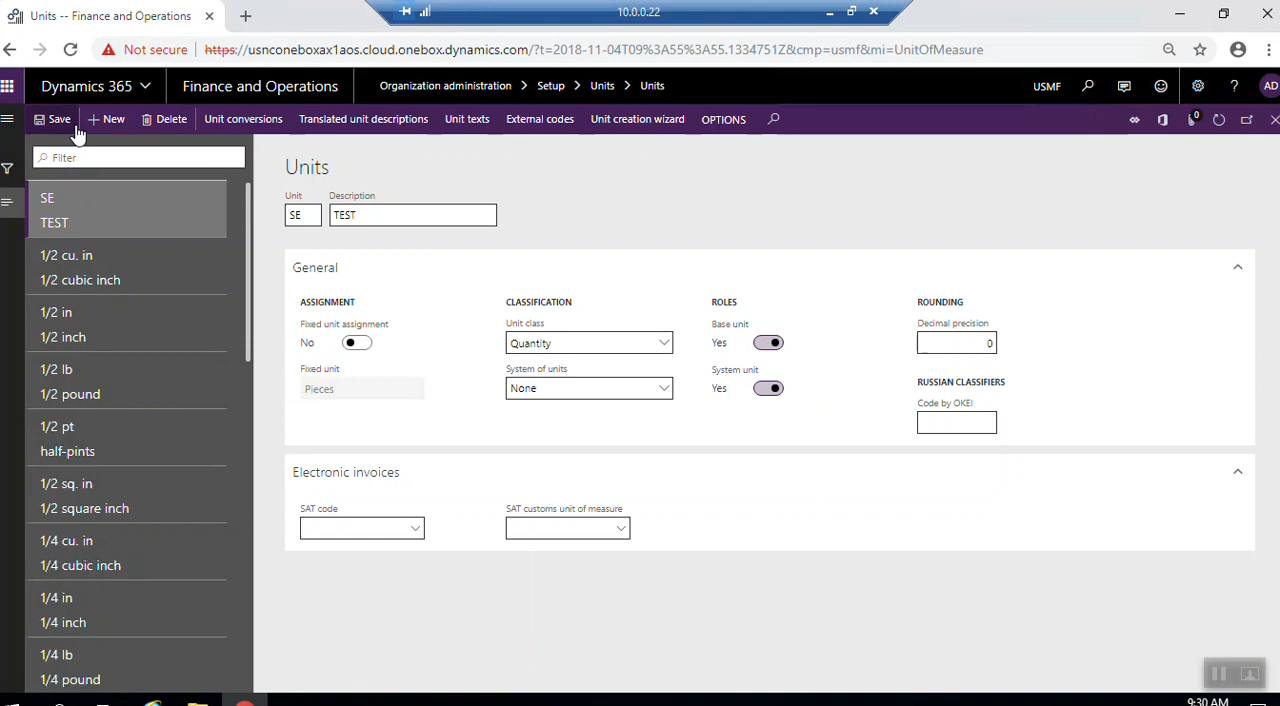 Units -- Finance and Operations
10.0.0.22
Not secure
https://usnconeboxax1aos.cloud.onebox.dynamics.com/?t=2018-11-04T09%3A55%3A55.1334751Z&cmp=usmf&mi=UnitOfMeasure
Dynamics 365
Finance and Operations
Organization administration > Setup > Units > Units
USMF
?
AD
Save
New
Delete
Unit conversions
Translated unit descriptions
Unit texts
External codes
Unit creation wizard
OPTIONS
0
Filter
SE
TEST
1/2 cu. in
1/2 cubic inch
1/2 in
1/2 inch
1/2 lb
1/2 pound
1/2 pt
half-pints
1/2 sq. in
1/2 square inch
1/4 cu. in
1/4 cubic inch
1/4 in
1/4 inch
1/4 lb
1/4 pound
Units
Unit
Description
SE
TEST
General
ASSIGNMENT
Fixed unit assignment
No
Fixed unit
Pieces
CLASSIFICATION
Unit class
Quantity
System of units
None
ROLES
Base unit
Yes
System unit
Yes
ROUNDING
Decimal precision
0
RUSSIAN CLASSIFIERS
Code by OKEI
Electronic invoices
SAT code
SAT customs unit of measure
9:30 AM